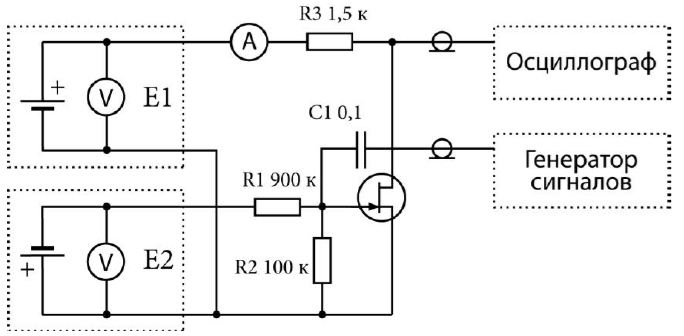 R3 1,5 к
A
+
V
E1
Осциллограф
C1 0,1
Генератор
сигналов
R1 900 к
V
E2
+
R2 100 к